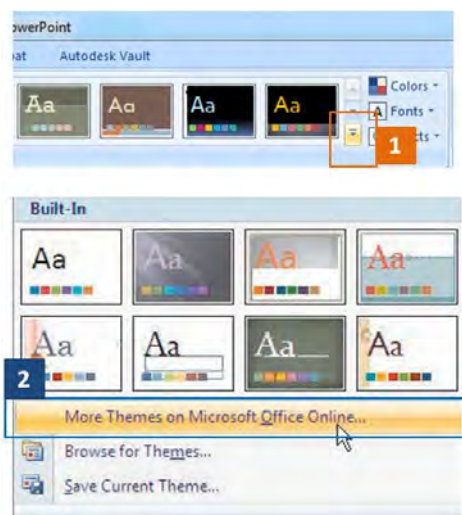 owerPoint
at Autodesk Vault
Aa Aa Aa Aa
Colors
A Fonts
1 cts
Built-In
Aa Aa Aa Aa
Aa Aa Aa Aa
2
More Themes on Microsoft Office Online...
Browse for Themes...
Save Current Theme...